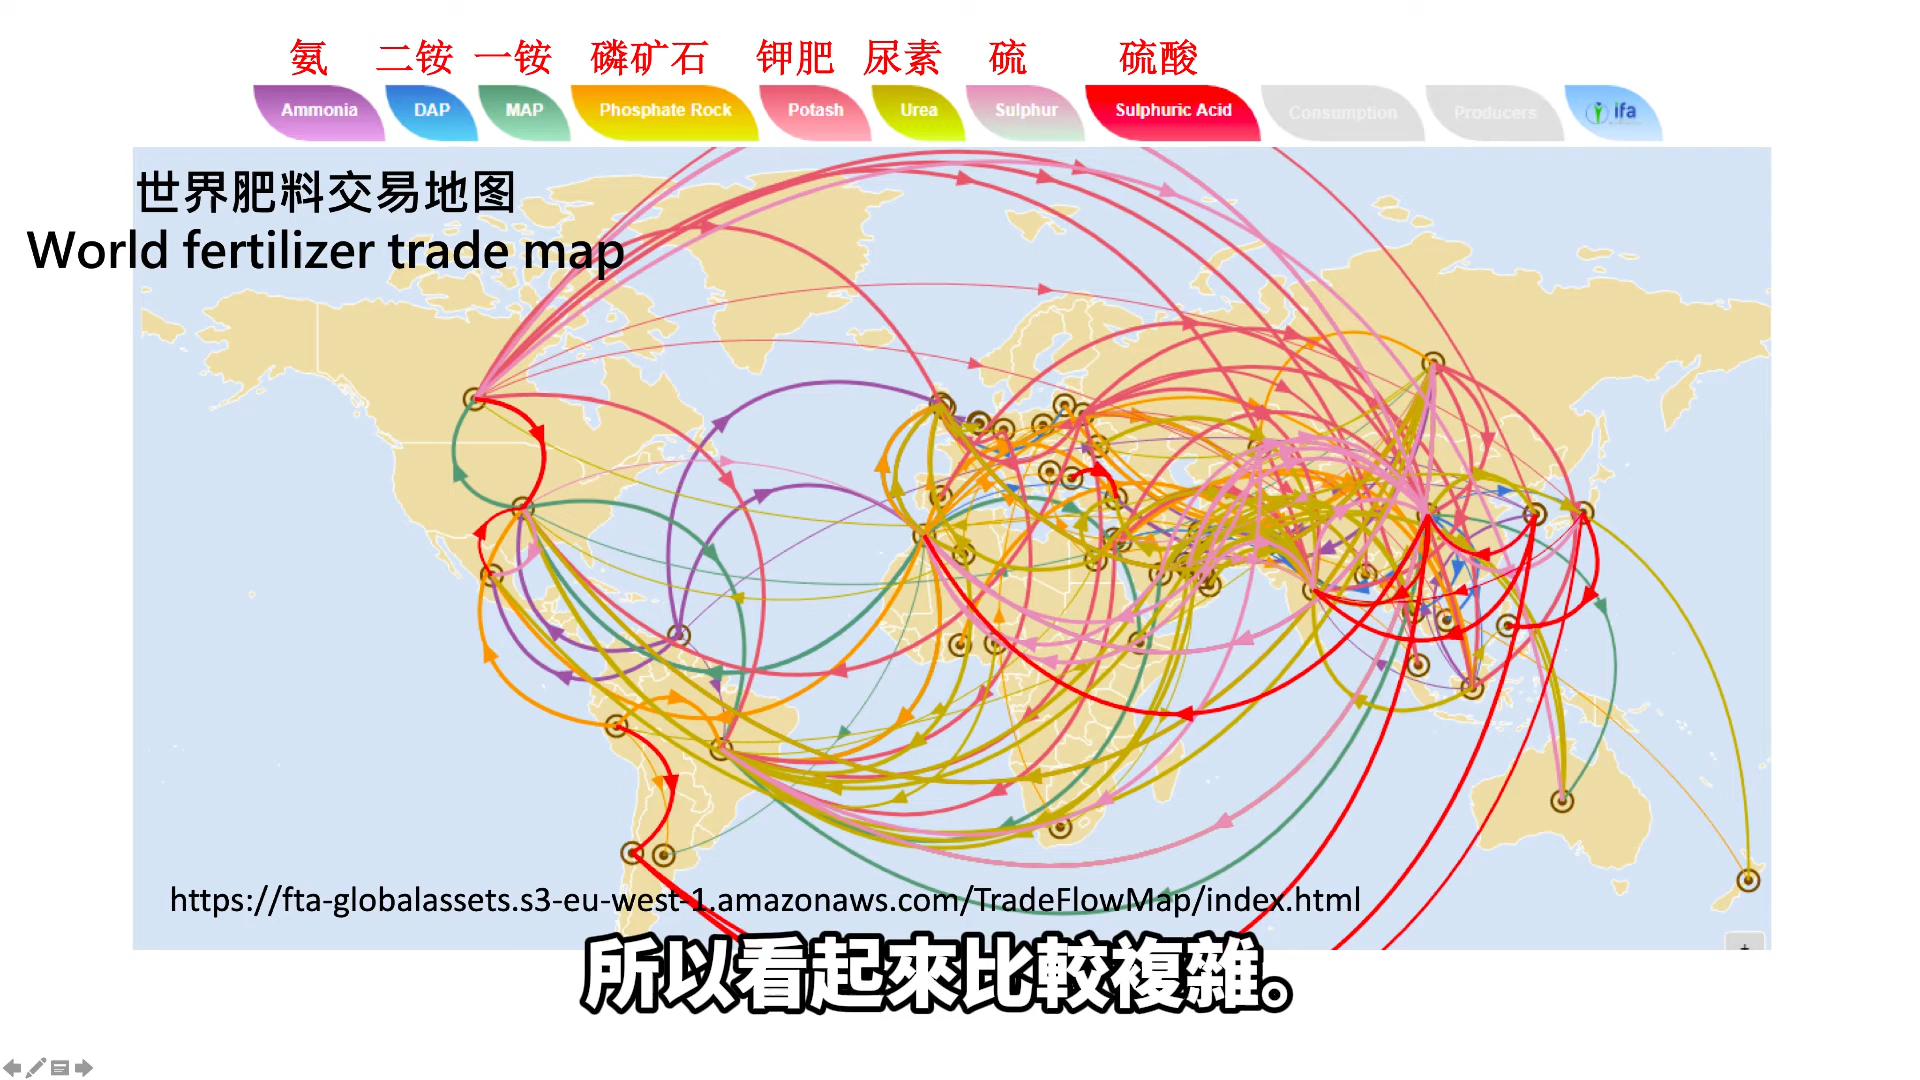 氨 二铵 一铵 磷矿石 钾肥 尿素 硫 硫酸
Ammonia DAP MAP Phosphate Rock Potash Urea Sulphur Sulphuric Acid Consumption Producers ifa
世界肥料交易地图
World fertilizer trade map
https://fta-globalassets.s3-eu-west-1.amazonaws.com/TradeFlowMap/index.html
+
所以看起來比較複雜。